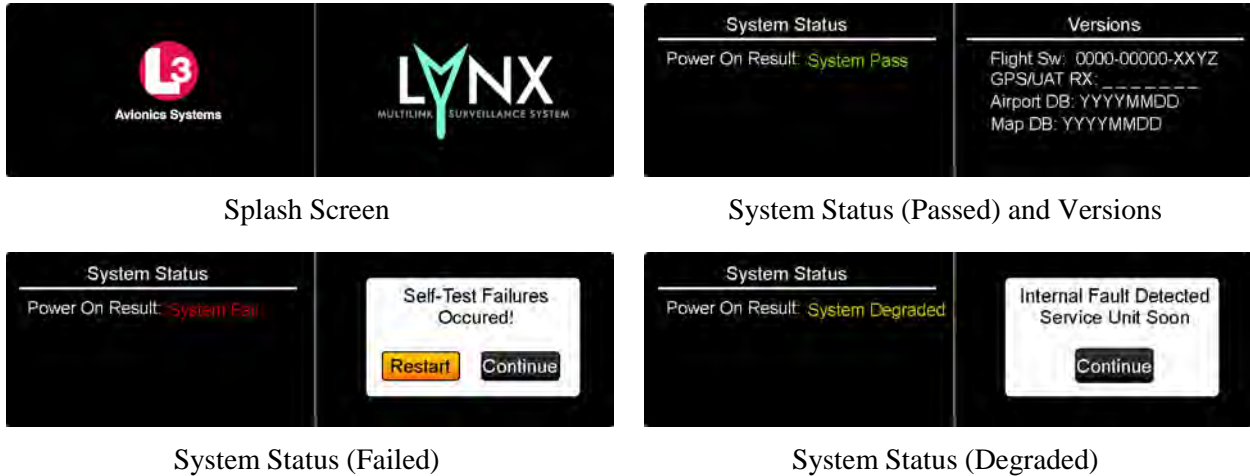 L3
Avionics Systems
LYNX
MULTILINK SURVEILLANCE SYSTEM
Splash Screen
System Status
Power On Result: System Pass
Versions
Flight Sw: 0000-00000-XXYZ
GPS/UAT RX: _ _ _ _ _ _ _ _
Airport DB: YYYYMMDD
Map DB: YYYYMMDD
System Status (Passed) and Versions
System Status
Power On Result: System Fail
Self-Test Failures
Occured!
Restart Continue
System Status (Failed)
System Status
Power On Result: System Degraded
Internal Fault Detected
Service Unit Soon
Continue
System Status (Degraded)